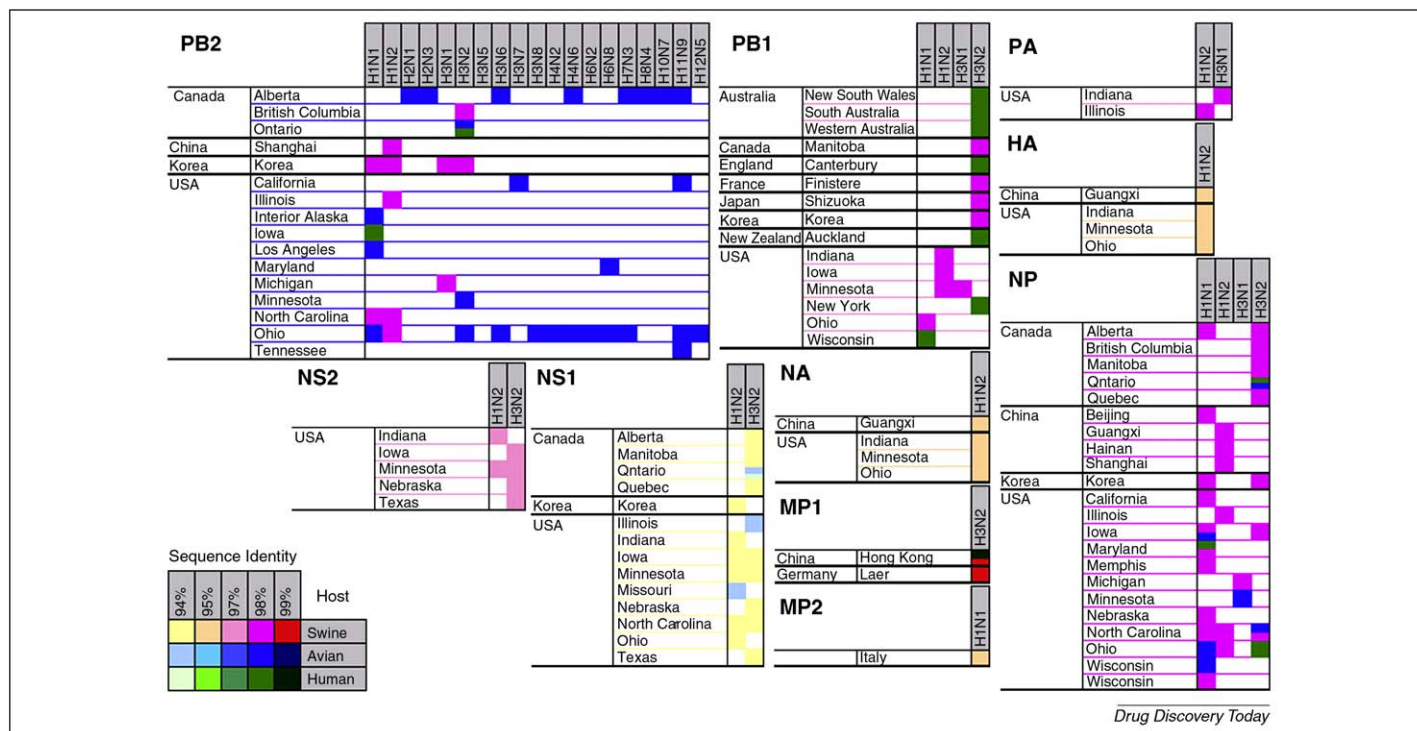 PB2
H1N1
H1N2
H2N1
H2N3
H3N1
H3N2
H3N5
H3N6
H3N7
H3N8
H4N2
H4N6
H6N2
H6N8
H7N3
H8N4
H10N7
H11N9
H12N5
Canada Alberta
British Columbia
Ontario
China Shanghai
Korea Korea
USA California
Illinois
Interior Alaska
Iowa
Los Angeles
Maryland
Michigan
Minnesota
North Carolina
Ohio
Tennessee
PB1
H1N1
H1N2
H3N1
H3N2
Australia New South Wales
South Australia
Western Australia
Canada Manitoba
England Canterbury
France Finistere
Japan Shizuoka
Korea Korea
New Zealand Auckland
USA Indiana
Iowa
Minnesota
New York
Ohio
Wisconsin
PA
H1N2
H3N1
USA Indiana
Illinois
HA
H1N2
China Guangxi
USA Indiana
Minnesota
Ohio
NP
H1N1
H1N2
H3N1
H3N2
Canada Alberta
British Columbia
Manitoba
Qntario
Quebec
China Beijing
Guangxi
Hainan
Shanghai
Korea Korea
USA California
Illinois
Iowa
Maryland
Memphis
Michigan
Minnesota
Nebraska
North Carolina
Ohio
Wisconsin
Wisconsin
NS2
H1N2
H3N2
USA Indiana
Iowa
Minnesota
Nebraska
Texas
NS1
H1N2
H3N2
Canada Alberta
Manitoba
Qntario
Quebec
Korea Korea
USA Illinois
Indiana
Iowa
Minnesota
Missouri
Nebraska
North Carolina
Ohio
Texas
NA
H1N2
China Guangxi
USA Indiana
Minnesota
Ohio
MP1
H3N2
China Hong Kong
Germany Laer
MP2
H1N1
Italy
Sequence Identity
94%
95%
97%
98%
99%
Host
Swine
Avian
Human
Drug Discovery Today